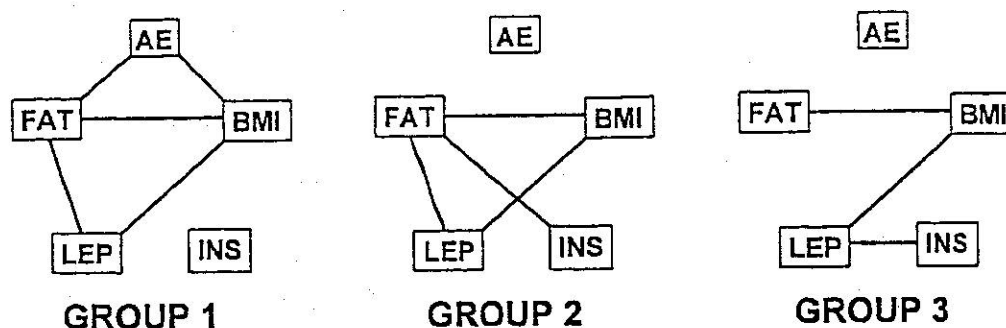 AE AE AE
FAT BMI FAT BMI FAT BMI
LEP INS LEP INS LEP INS
GROUP 1 GROUP 2 GROUP 3